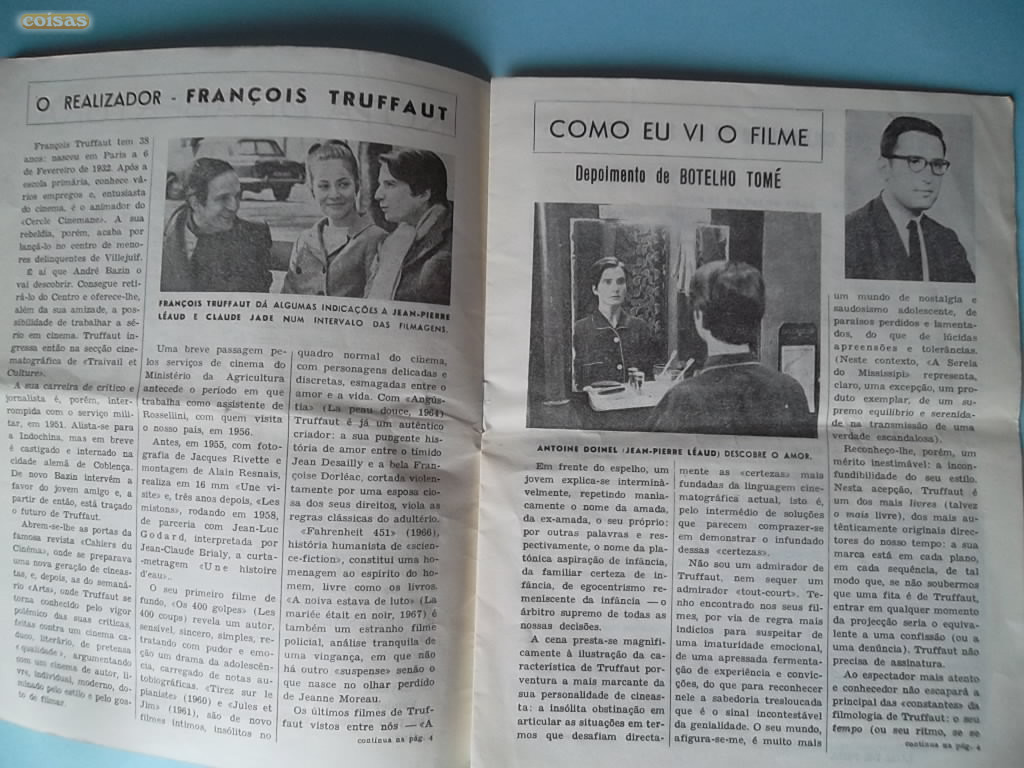 coisas
O REALIZADOR - FRANÇOIS TRUFFAUT
François Truffaut tem 38
anos: nasceu em Paris a 6
de Fevereiro de 1932. Após a
escola primária, conhece vá-
rios empregos e, entusiasta
do cinema, é o animador do
«Cercle Cinemane». A sua
rebeldia, porém, acaba por
lançá-lo no centro de meno-
res delinquentes de Villejuif.
É aí que André Bazin o
vai descobrir. Consegue reti-
rá-lo do Centro e oferece-lhe,
além da sua amizade, a pos-
sibilidade de trabalhar a sé-
rio em cinema. Truffaut in-
gressa então na secção cine-
matográfica de «Traivail et
Culture».
A sua carreira de crítico e
jornalista é, porém, inter-
rompida com o serviço mili-
tar, em 1951. Alista-se para
a Indochina, mas em breve
é castigado e internado na
cidade alemã de Coblença.
De novo Bazin intervém a
favor do jovem amigo e, a
partir de então, está traçado
o futuro de Truffaut.
Abrem-se-lhe as portas da
famosa revista «Cahiers du
Cinéma», onde se preparava
uma nova geração de cineas-
tas, e, depois, as do semaná-
rio «Arts», onde Truffaut se
torna conhecido pelo vigor
polémico das suas críticas,
feitas contra um cinema ca-
duco, literário, de pretensa
«qualidade», argumentando
com um cinema de autor, li-
vre, individual, moderno, do-
minado pelo estilo e pelo gos-
to de filmar.
FRANÇOIS TRUFFAUT DÁ ALGUMAS INDICAÇÕES A JEAN-PIERRE
LÉAUD E CLAUDE JADE NUM INTERVALO DAS FILMAGENS.
Uma breve passagem pe-
los serviços de cinema do
Ministério da Agricultura
antecede o período em que
trabalha como assistente de
Rossellini, com quem visita
o nosso país, em 1956.
Antes, em 1955, com foto-
grafia de Jacques Rivette e
montagem de Alain Resnais,
realiza em 16 mm «Une vi-
site» e, três anos depois, «Les
mistons», rodando em 1958,
de parceria com Jean-Luc
Godard, interpretada por
Jean-Claude Brialy, a curta-
-metragem «Une histoire
d'eau».
O seu primeiro filme de
fundo, «Os 400 golpes» (Les
400 coups) revela um autor,
sensível, sincero, simples, re-
tratando com pudor e emo-
ção um drama da adolescên-
cia, carregado de notas au-
tobiográficas. «Tirez sur le
pianiste» (1960) e «Jules et
Jim» (1961), são de novo
filmes íntimos, insólitos no
quadro normal do cinema,
com personagens delicadas e
discretas, esmagadas entre o
amor e a vida. Com «Angús-
tia» (La peau douce, 1964)
Truffaut é já um autêntico
criador: a sua pungente his-
tória de amor entre o tímido
Jean Desailly e a bela Fran-
çoise Dorléac, cortada violen-
tamente por uma esposa cio-
sa dos seus direitos, viola as
regras clássicas do adultério.
«Fahrenheit 451» (1966),
história humanista de «scien-
ce-fiction», constitui uma ho-
menagem ao espírito do ho-
mem, livre como os livros.
«A noiva estava de luto» (La
mariée était en noir, 1967) é
também um estranho filme
policial, análise tranquila de
uma vingança, em que não
há outro «suspense» senão o
que nasce no olhar perdido
de Jeanne Moreau.
Os últimos filmes de Truf-
faut vistos entre nós — «A
continua na pág. 4
COMO EU VI O FILME
Depoimento de BOTELHO TOMÉ
ANTOINE DOINEL (JEAN-PIERRE LÉAUD) DESCOBRE O AMOR.
Em frente do espelho, um
jovem explica-se intermina-
velmente, repetindo mania-
camente o nome da amada,
da ex-amada, o seu próprio:
por outras palavras e res-
pectivamente, o nome da pla-
tónica aspiração de infância,
da familiar certeza de in-
fância, de egocentrismo re-
meniscente da infância — o
árbitro supremo de todas as
nossas decisões.
A cena presta-se magnifi-
camente à ilustração da ca-
racterística de Truffaut por-
ventura a mais marcante da
sua personalidade de cineas-
ta: a insólita obstinação em
articular as situações em ter-
mos que desafiam directa-
mente as «certezas» mais
fundadas da linguagem cine-
matográfica actual, isto é,
pelo intermédio de soluções
que parecem comprazer-se
em demonstrar o infundado
dessas «certezas».
Não sou um admirador de
Truffaut, nem sequer um
admirador «tout-court». Te-
nho encontrado nos seus fil-
mes, por via de regra mais
indícios para suspeitar de
uma imaturidade emocional,
de uma apressada fermenta-
ção de experiência e convic-
ções, do que para reconhecer
nele a sabedoria tresloucada
que é o sinal incontestável
da genialidade. O seu mundo,
afigura-se-me, é muito mais
um mundo de nostalgia e
saudosismo adolescente, de
paraísos perdidos e lamenta-
dos, do que de lúcidas
apreensões e tolerâncias.
(Neste contexto, «A Sereia
do Mississipi» representa,
claro, uma excepção, um pro-
duto exemplar, de um su-
premo equilíbrio e serenida-
de na transmissão de uma
verdade escandalosa).
Reconheço-lhe, porém, um
mérito inestimável: a incon-
fundibilidade do seu estilo.
Nesta acepção, Truffaut é
um dos mais livres (talvez
o mais livre), dos mais au-
tênticamente originais direc-
tores do nosso tempo: a sua
marca está em cada plano,
em cada sequência, de tal
modo que, se não soubermos
que uma fita é de Truffaut,
entrar em qualquer momento
da projecção seria o equiva-
lente a uma confissão (ou a
uma denúncia). Truffaut não
precisa de assinatura.
Ao espectador mais atento
e conhecedor não escapará a
principal das «constantes» da
filmologia de Truffaut: o seu
tempo (ou seu ritmo, se se
continua na pág. 4